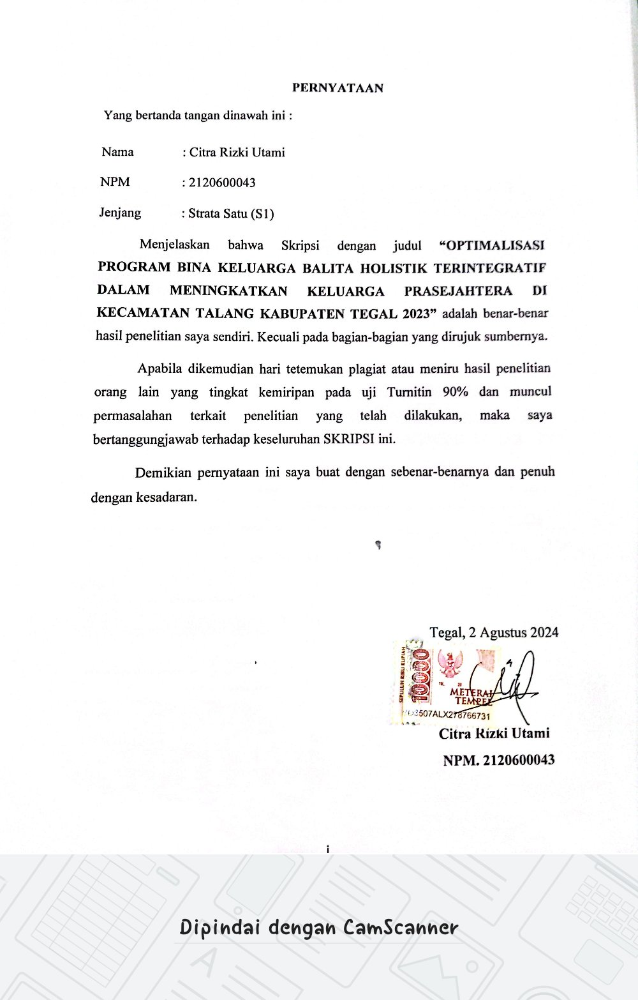 PERNYATAAN
Yang bertanda tangan dinawah ini :
Nama : Citra Rizki Utami
NPM : 2120600043
Jenjang : Strata Satu (S1)
Menjelaskan bahwa Skripsi dengan judul “OPTIMALISASI
PROGRAM BINA KELUARGA BALITA HOLISTIK TERINTEGRATIF
DALAM MENINGKATKAN KELUARGA PRASEJAHTERA DI
KECAMATAN TALANG KABUPATEN TEGAL 2023” adalah benar-benar
hasil penelitian saya sendiri. Kecuali pada bagian-bagian yang dirujuk sumbernya.
Apabila dikemudian hari tetemukan plagiat atau meniru hasil penelitian
orang lain yang tingkat kemiripan pada uji Turnitin 90% dan muncul
permasalahan terkait penelitian yang telah dilakukan, maka saya
bertanggungjawab terhadap keseluruhan SKRIPSI ini.
Demikian pernyataan ini saya buat dengan sebenar-benarnya dan penuh
dengan kesadaran.
Tegal, 2 Agustus 2024
SEPULUH RIBU RUPIAH
10000
METERAI
TEMPEL
507ALX278766731
Citra Rizki Utami
NPM. 2120600043
i
Dipindai dengan CamScanner